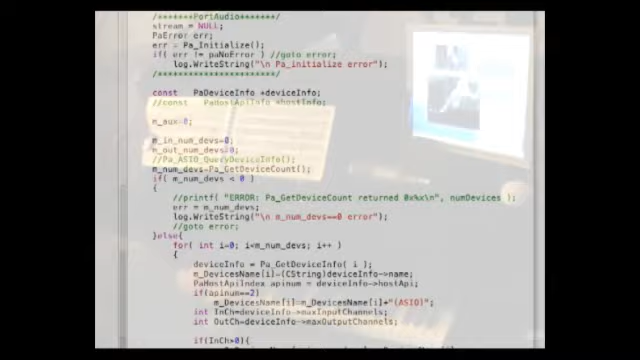 /*******PortAudio********/
stream = NULL;
PaError err;
err = Pa_Initialize();
if( err != paNoError ) //goto error;
log.WriteString("\n Pa_initialize error");
/***********************/
const PaDeviceInfo *deviceInfo;
//const PaHostApiInfo *hostInfo;
m_aux=0;
m_in_num_devs=0;
m_out_num_devs=0;
//Pa_ASIO_QueryDeviceInfo();
m_num_devs=Pa_GetDeviceCount();
if( m_num_devs < 0 )
{
//printf( "ERROR: Pa_GetDeviceCount returned 0x%x\n", numDevices );
err = m_num_devs;
log.WriteString("\n m_num_devs==0 error");
//goto error;
}else{
for( int i=0; i<m_num_devs; i++ )
{
deviceInfo = Pa_GetDeviceInfo( i );
m_DevicesName[i]=(CString)deviceInfo->name;
PaHostApiIndex apinum = deviceInfo->hostApi;
if(apinum==2)
m_DevicesName[i]=m_DevicesName[i]+"(ASIO)";
int InCh=deviceInfo->maxInputChannels;
int OutCh=deviceInfo->maxOutputChannels;
if(InCh>0){